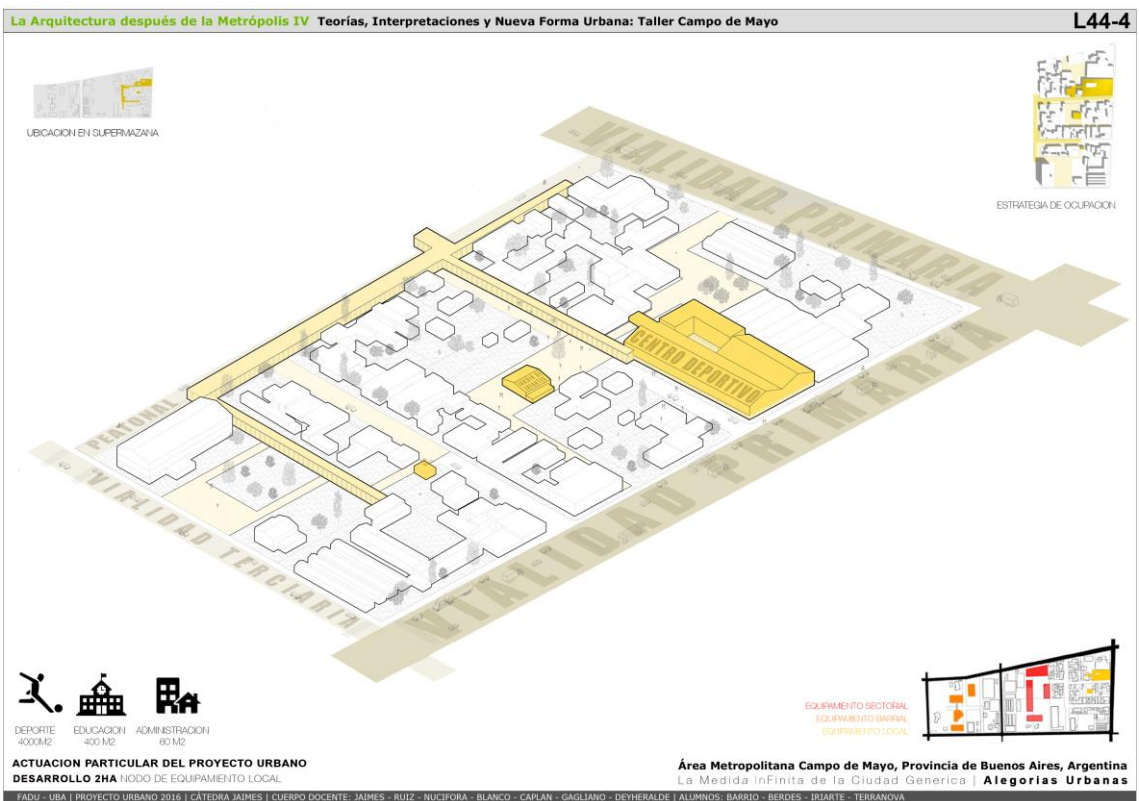 La Arquitectura después de la Metrópolis IV Teorías, Interpretaciones y Nueva Forma Urbana: Taller Campo de Mayo
L44-4
UBICACION EN SUPERMAZANA
ESTRATEGIA DE OCUPACION
VIALIDAD PRIMARIA
CENTRO DEPORTIVO
PEATONAL
VIALIDAD TERCIARIA
VIALIDAD PRIMARIA
DEPORTE
4000M2
EDUCACION
400 M2
ADMINISTRACION
60 M2
EQUIPAMIENTO SECTORAL
EQUIPAMIENTO BARRIAL
EQUIPAMIENTO LOCAL
ACTUACION PARTICULAR DEL PROYECTO URBANO
DESARROLLO 2HA NODO DE EQUIPAMIENTO LOCAL
Área Metropolitana Campo de Mayo, Provincia de Buenos Aires, Argentina
La Medida InFinita de la Ciudad Generica | Alegorias Urbanas
FADU - UBA | PROYECTO URBANO 2016 | CÁTEDRA JAIMES | CUERPO DOCENTE: JAIMES - RUIZ - NUCIFORA - BLANCO - CAPLAN - GAGLIANO - DEYHERALDE | ALUMNOS: BARRIO - BERDES - IRIARTE - TERRANOVA